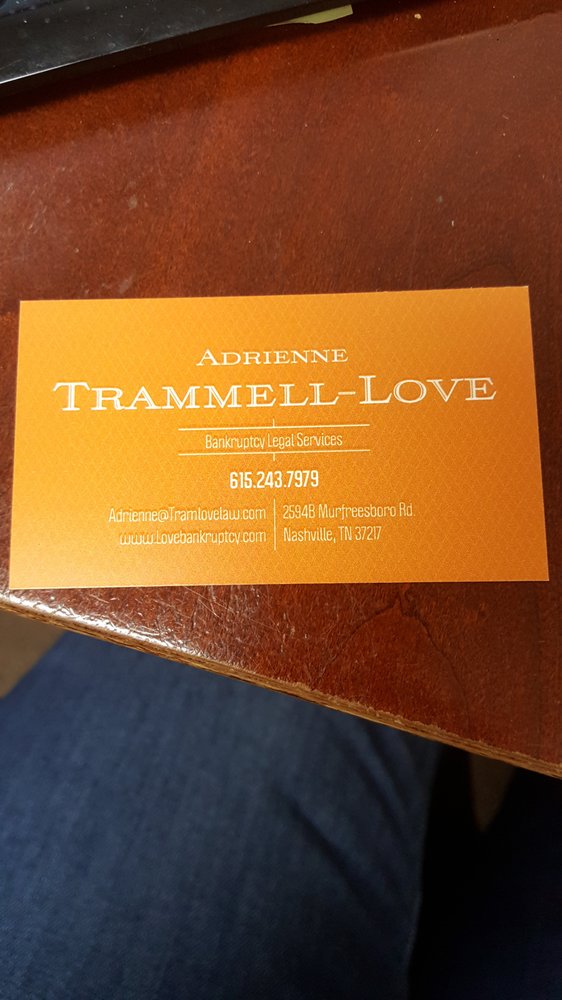 Adrienne
Trammell-Love
Bankruptcy Legal Services
615.243.7979
Adrienne@Tramlovelaw.com
www.Lovebankruptcy.com
2594B Murfreesboro Rd.
Nashville, TN 37217